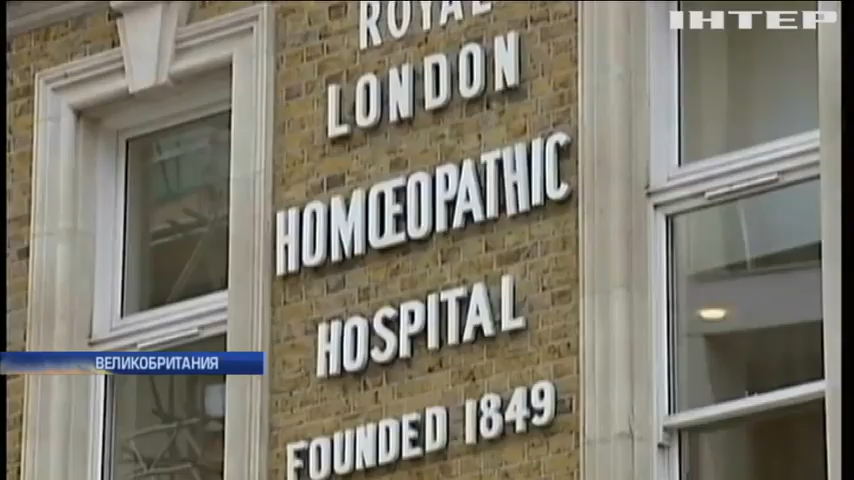 ІНТЕР
ROYAL
LONDON
HOMŒOPATHIC
HOSPITAL
FOUNDED 1849
ВЕЛИКОБРИТАНИЯ